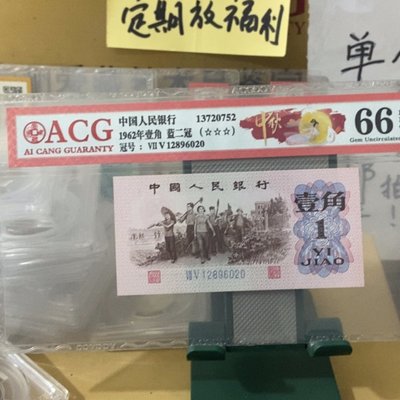 定期放福利
单
ACG
AI CANG GUARANTY
中国人民银行 13720752
1962年壹角 蓝二冠 (☆☆☆)
冠号: VII V 12896020
66
Gem Uncirculated
中國人民銀行
壹角
1
YI
JIAO
VII V 12896020
拍
!